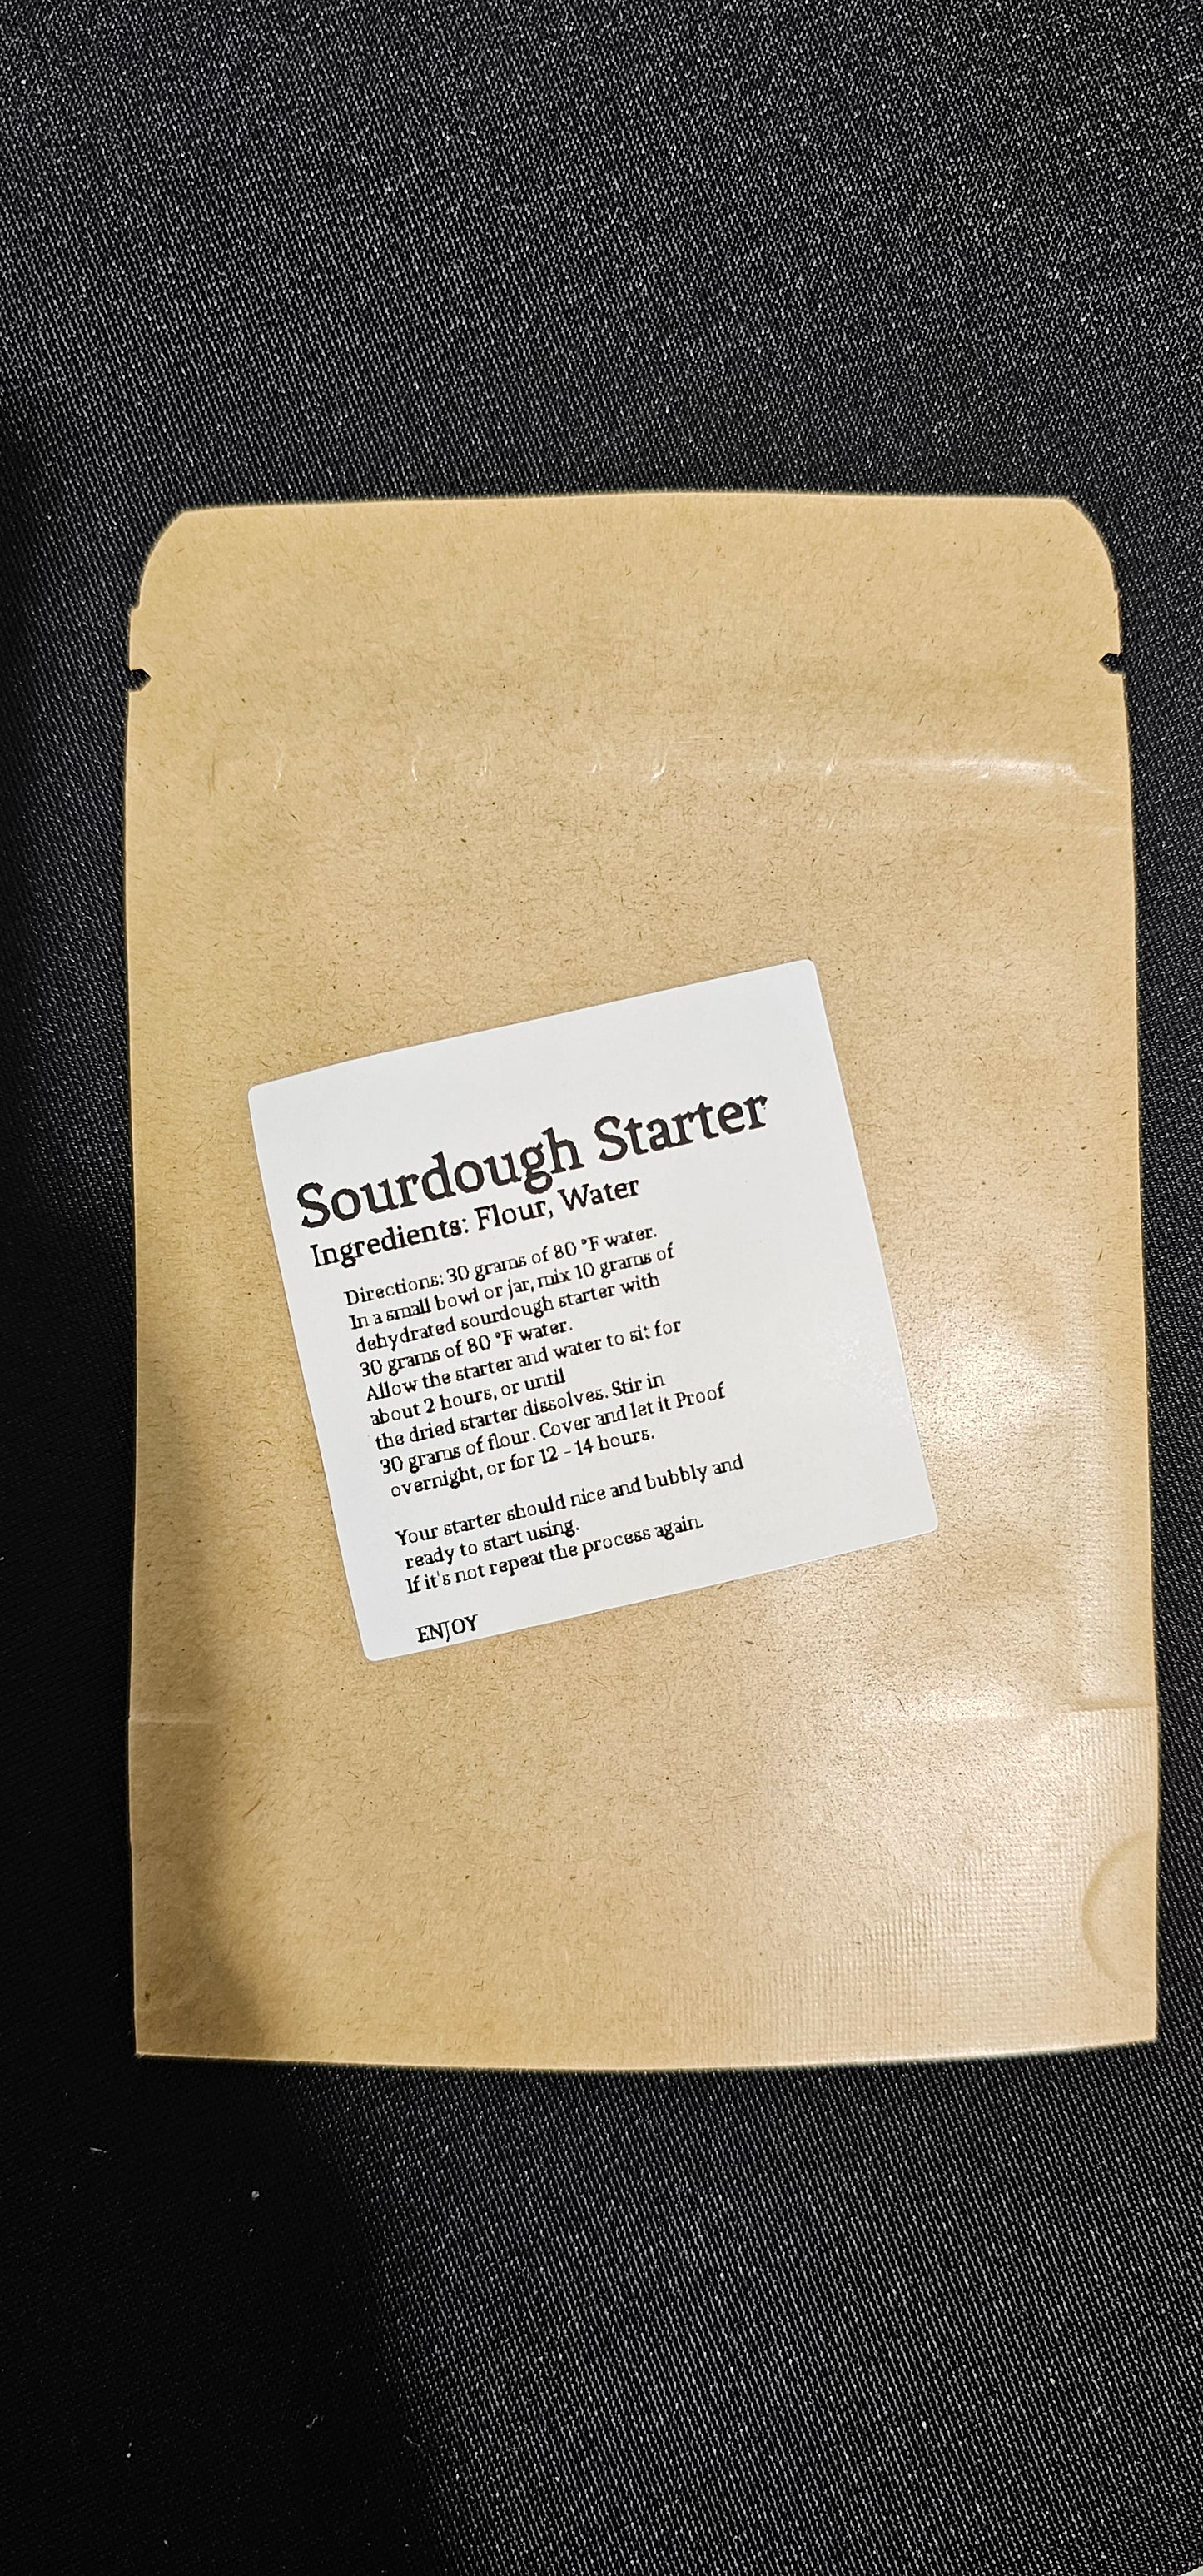 Sourdough Starter
Ingredients: Flour, Water
Directions: 30 grams of 80 °F water.
In a small bowl or jar, mix 10 grams of
dehydrated sourdough starter with
30 grams of 80 °F water.
Allow the starter and water to sit for
about 2 hours, or until
the dried starter dissolves. Stir in
30 grams of flour. Cover and let it Proof
overnight, or for 12 - 14 hours.
Your starter should nice and bubbly and
ready to start using.
If it's not repeat the process again.
ENJOY